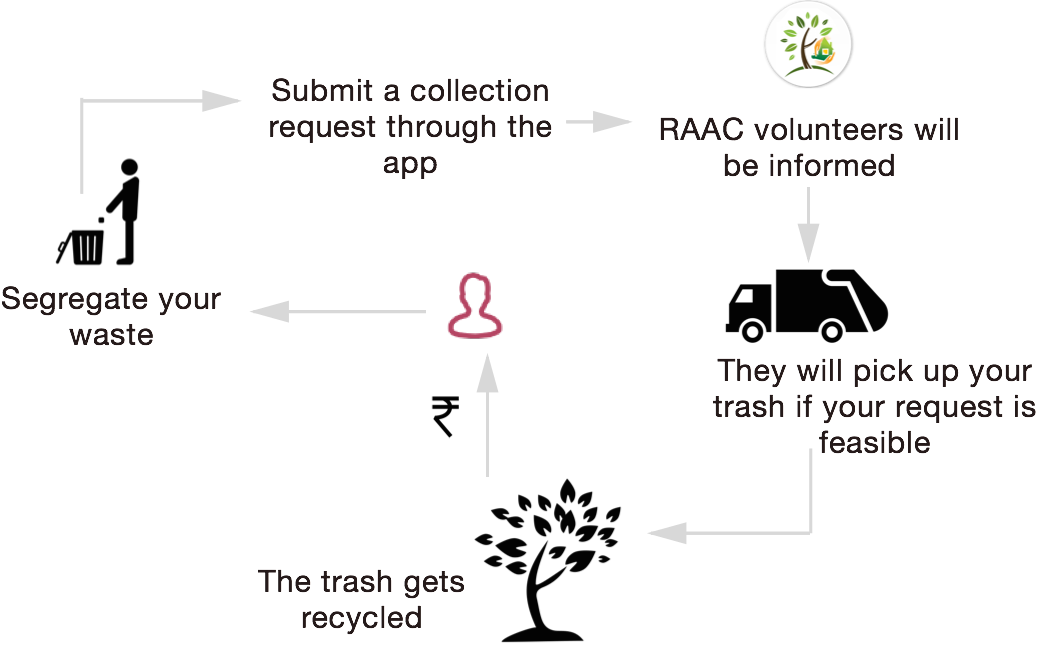 Submit a collection
request through the
app
RAAC volunteers will
be informed
Segregate your
waste
They will pick up your
trash if your request is
feasible
₹
The trash gets
recycled